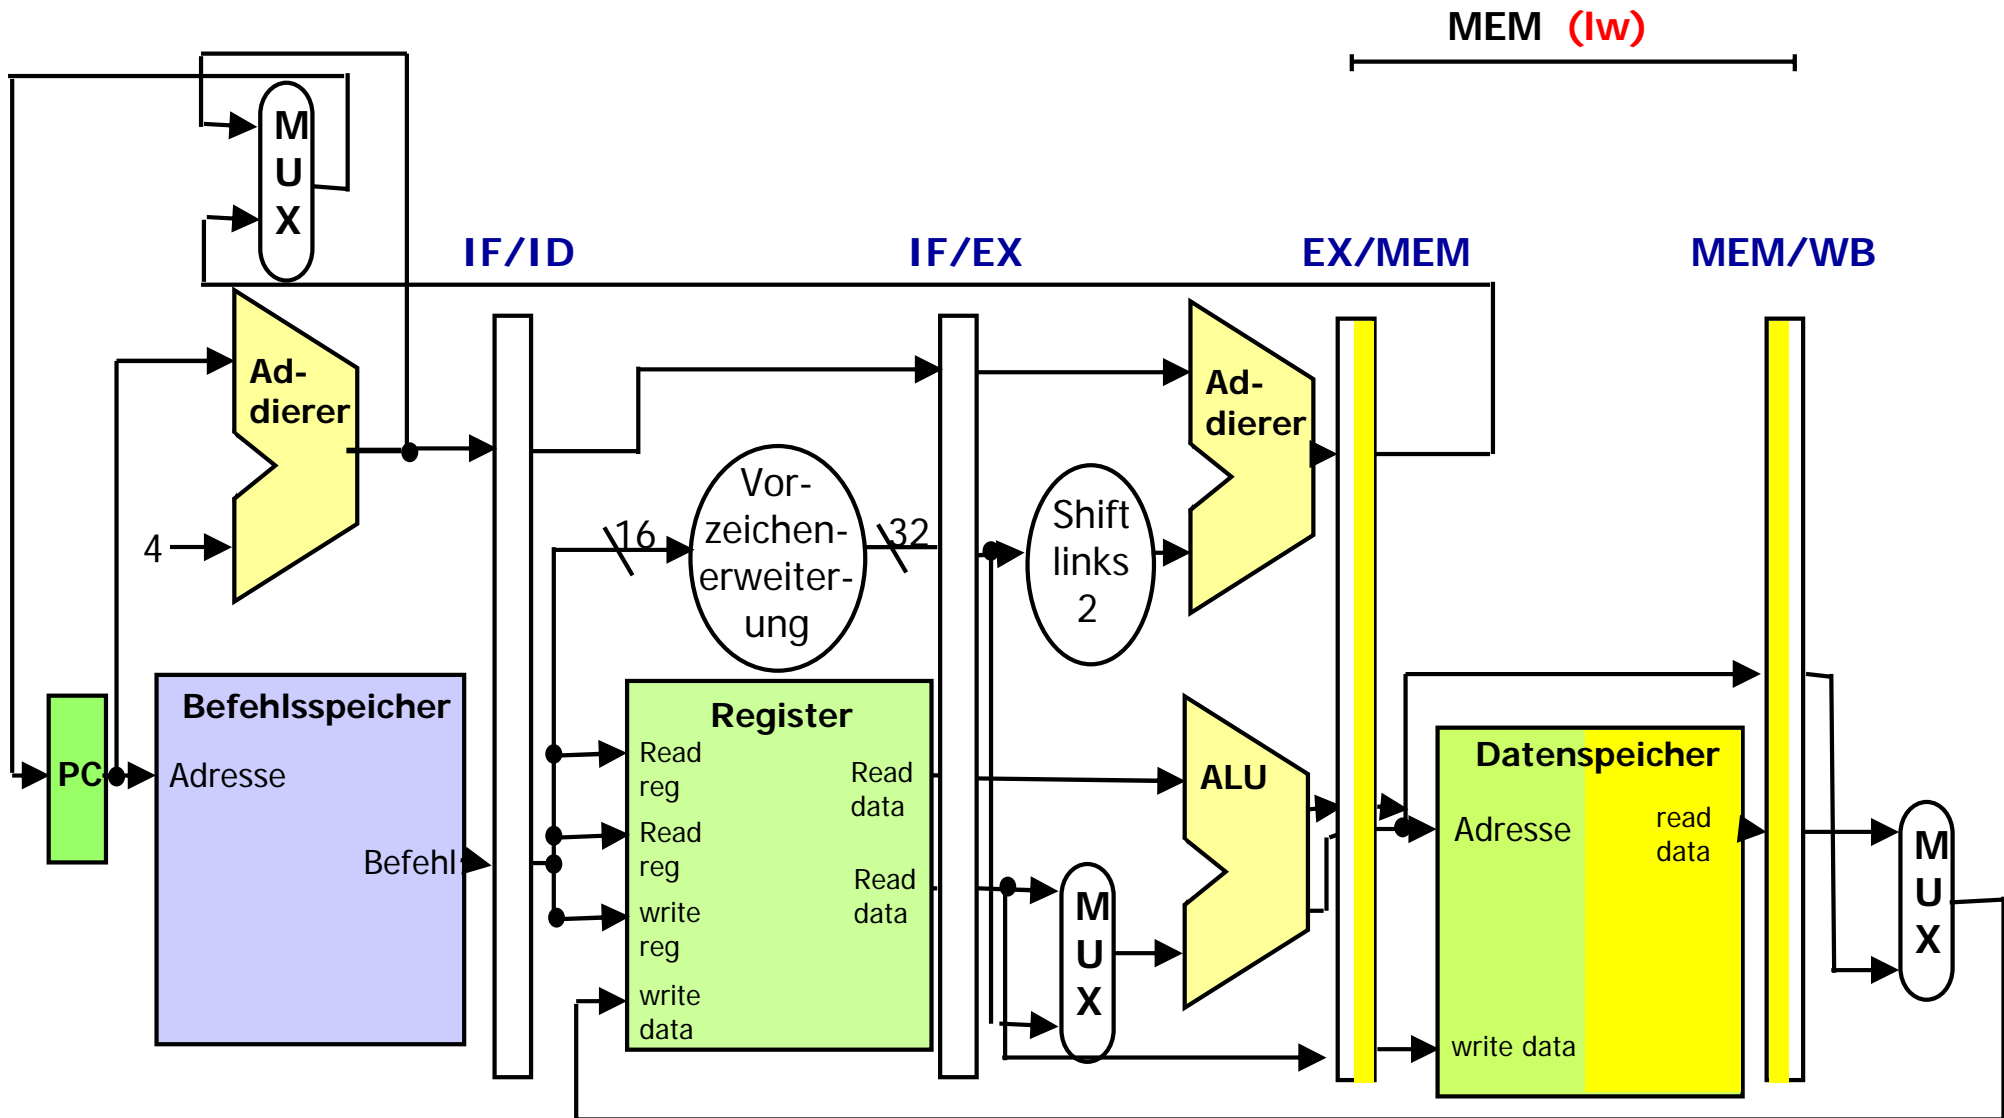 MEM (lw)
M
U
X
IF/ID
IF/EX
EX/MEM
MEM/WB
Ad-
dierer
4
16
Vor-
zeichen-
erweiter-
ung
32
Shift
links
2
Ad-
dierer
PC
Befehlsspeicher
Adresse
Befehl
Register
Read
reg
Read
reg
write
reg
write
data
Read
data
Read
data
M
U
X
ALU
Datenspeicher
Adresse
read
data
write data
M
U
X